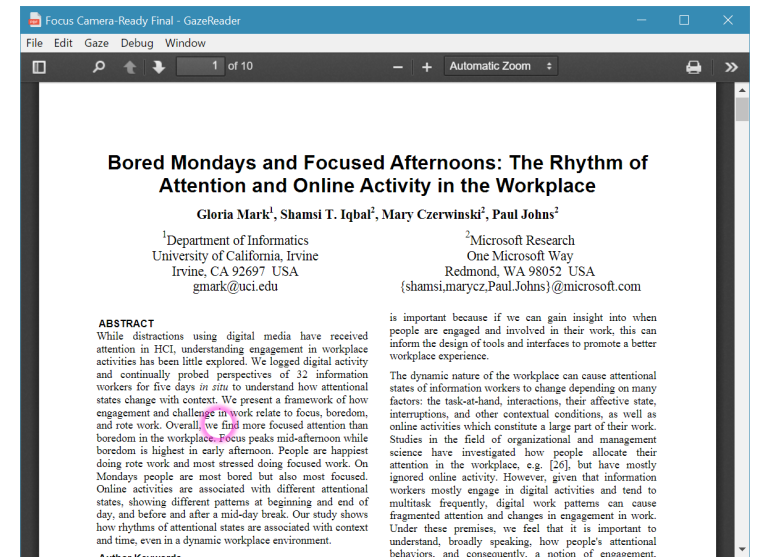 Focus Camera-Ready Final - GazeReader
File Edit Gaze Debug Window
1 of 10
Automatic Zoom
Bored Mondays and Focused Afternoons: The Rhythm of
Attention and Online Activity in the Workplace
Gloria Mark1, Shamsi T. Iqbal2, Mary Czerwinski2, Paul Johns2
1Department of Informatics
University of California, Irvine
Irvine, CA 92697 USA
gmark@uci.edu
2Microsoft Research
One Microsoft Way
Redmond, WA 98052 USA
{shamsi,marycz,Paul.Johns}@microsoft.com
ABSTRACT
While distractions using digital media have received
attention in HCI, understanding engagement in workplace
activities has been little explored. We logged digital activity
and continually probed perspectives of 32 information
workers for five days in situ to understand how attentional
states change with context. We present a framework of how
engagement and challenge in work relate to focus, boredom,
and rote work. Overall, we find more focused attention than
boredom in the workplace. Focus peaks mid-afternoon while
boredom is highest in early afternoon. People are happiest
doing rote work and most stressed doing focused work. On
Mondays people are most bored but also most focused.
Online activities are associated with different attentional
states, showing different patterns at beginning and end of
day, and before and after a mid-day break. Our study shows
how rhythms of attentional states are associated with context
and time, even in a dynamic workplace environment.
Author Keywords
is important because if we can gain insight into when
people are engaged and involved in their work, this can
inform the design of tools and interfaces to promote a better
workplace experience.
The dynamic nature of the workplace can cause attentional
states of information workers to change depending on many
factors: the task-at-hand, interactions, their affective state,
interruptions, and other contextual conditions, as well as
online activities which constitute a large part of their work.
Studies in the field of organizational and management
science have investigated how people allocate their
attention in the workplace, e.g. [26], but have mostly
ignored online activity. However, given that information
workers mostly engage in digital activities and tend to
multitask frequently, digital work patterns can cause
fragmented attention and changes in engagement in work.
Under these premises, we feel that it is important to
understand, broadly speaking, how people's attentional
behaviors, and consequently, a notion of engagement,